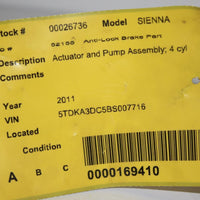 Stock # 00026736 Model SIENNA
o # 52155 Anti-Lock Brake Part
Description Actuator and Pump Assembly; 4 cyl
Year 2011
VIN 5TDKA3DC5BS007716
Located
Condition
A B C 0000169410